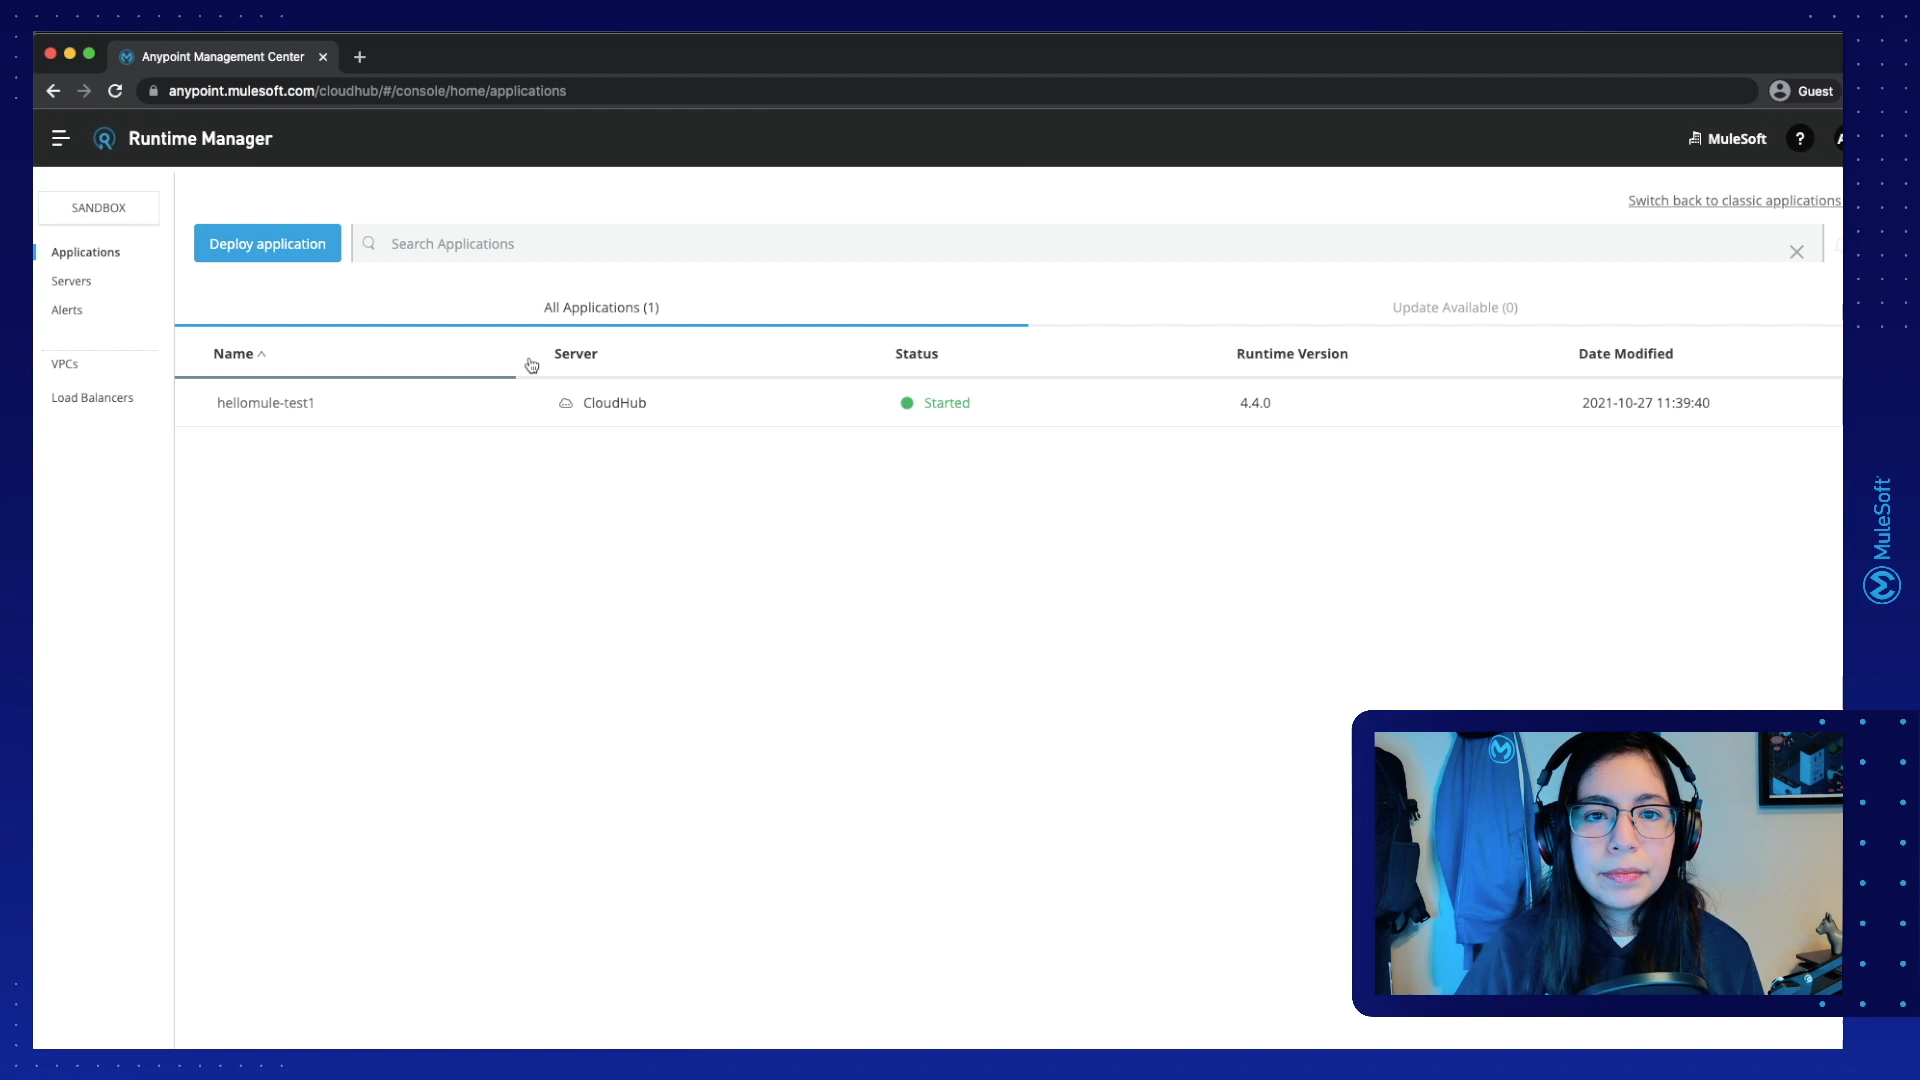 Anypoint Management Center
anypoint.mulesoft.com/cloudhub/#/console/home/applications
Guest
Runtime Manager
MuleSoft
?
Switch back to classic applications
SANDBOX
Applications
Servers
Alerts
VPCs
Load Balancers
Deploy application
Search Applications
All Applications (1)
Update Available (0)
Name Server Status Runtime Version Date Modified
hellomule-test1 CloudHub Started 4.4.0 2021-10-27 11:39:40
MuleSoft